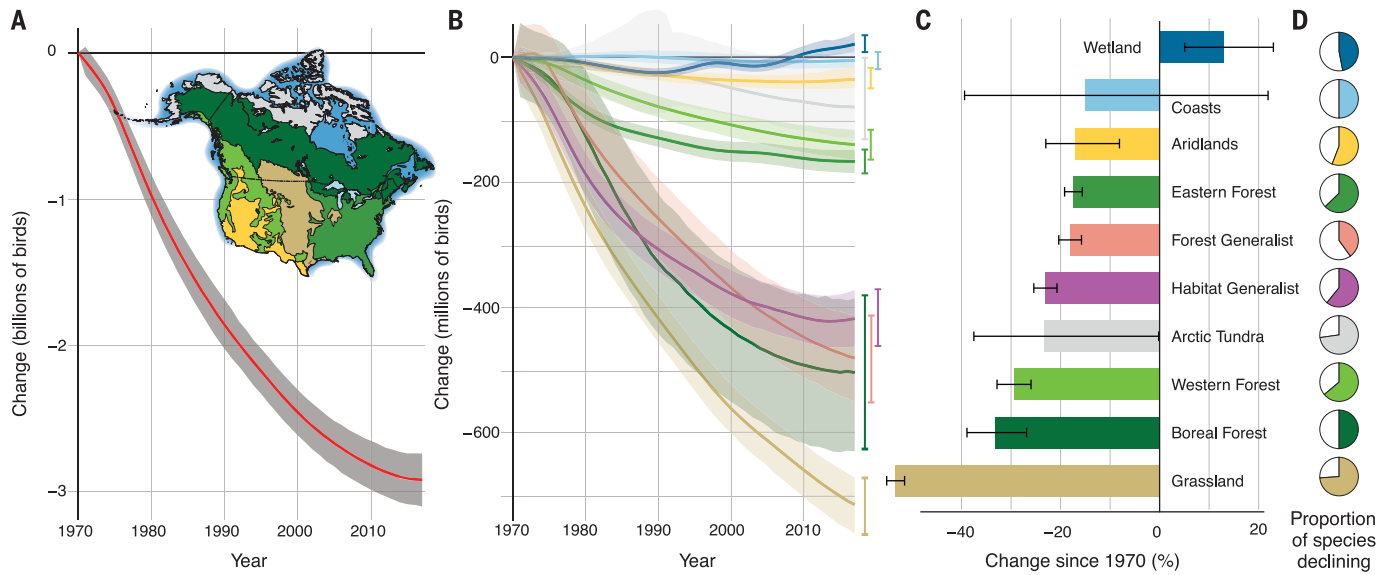 A
B
C
D
0
−1
−2
−3
Change (billions of birds)
1970
1980
1990
2000
2010
Year
0
−200
−400
−600
Change (millions of birds)
1970
1980
1990
2000
2010
Year
Wetland
Coasts
Aridlands
Eastern Forest
Forest Generalist
Habitat Generalist
Arctic Tundra
Western Forest
Boreal Forest
Grassland
−40
−20
0
20
Change since 1970 (%)
Proportion
of species
declining